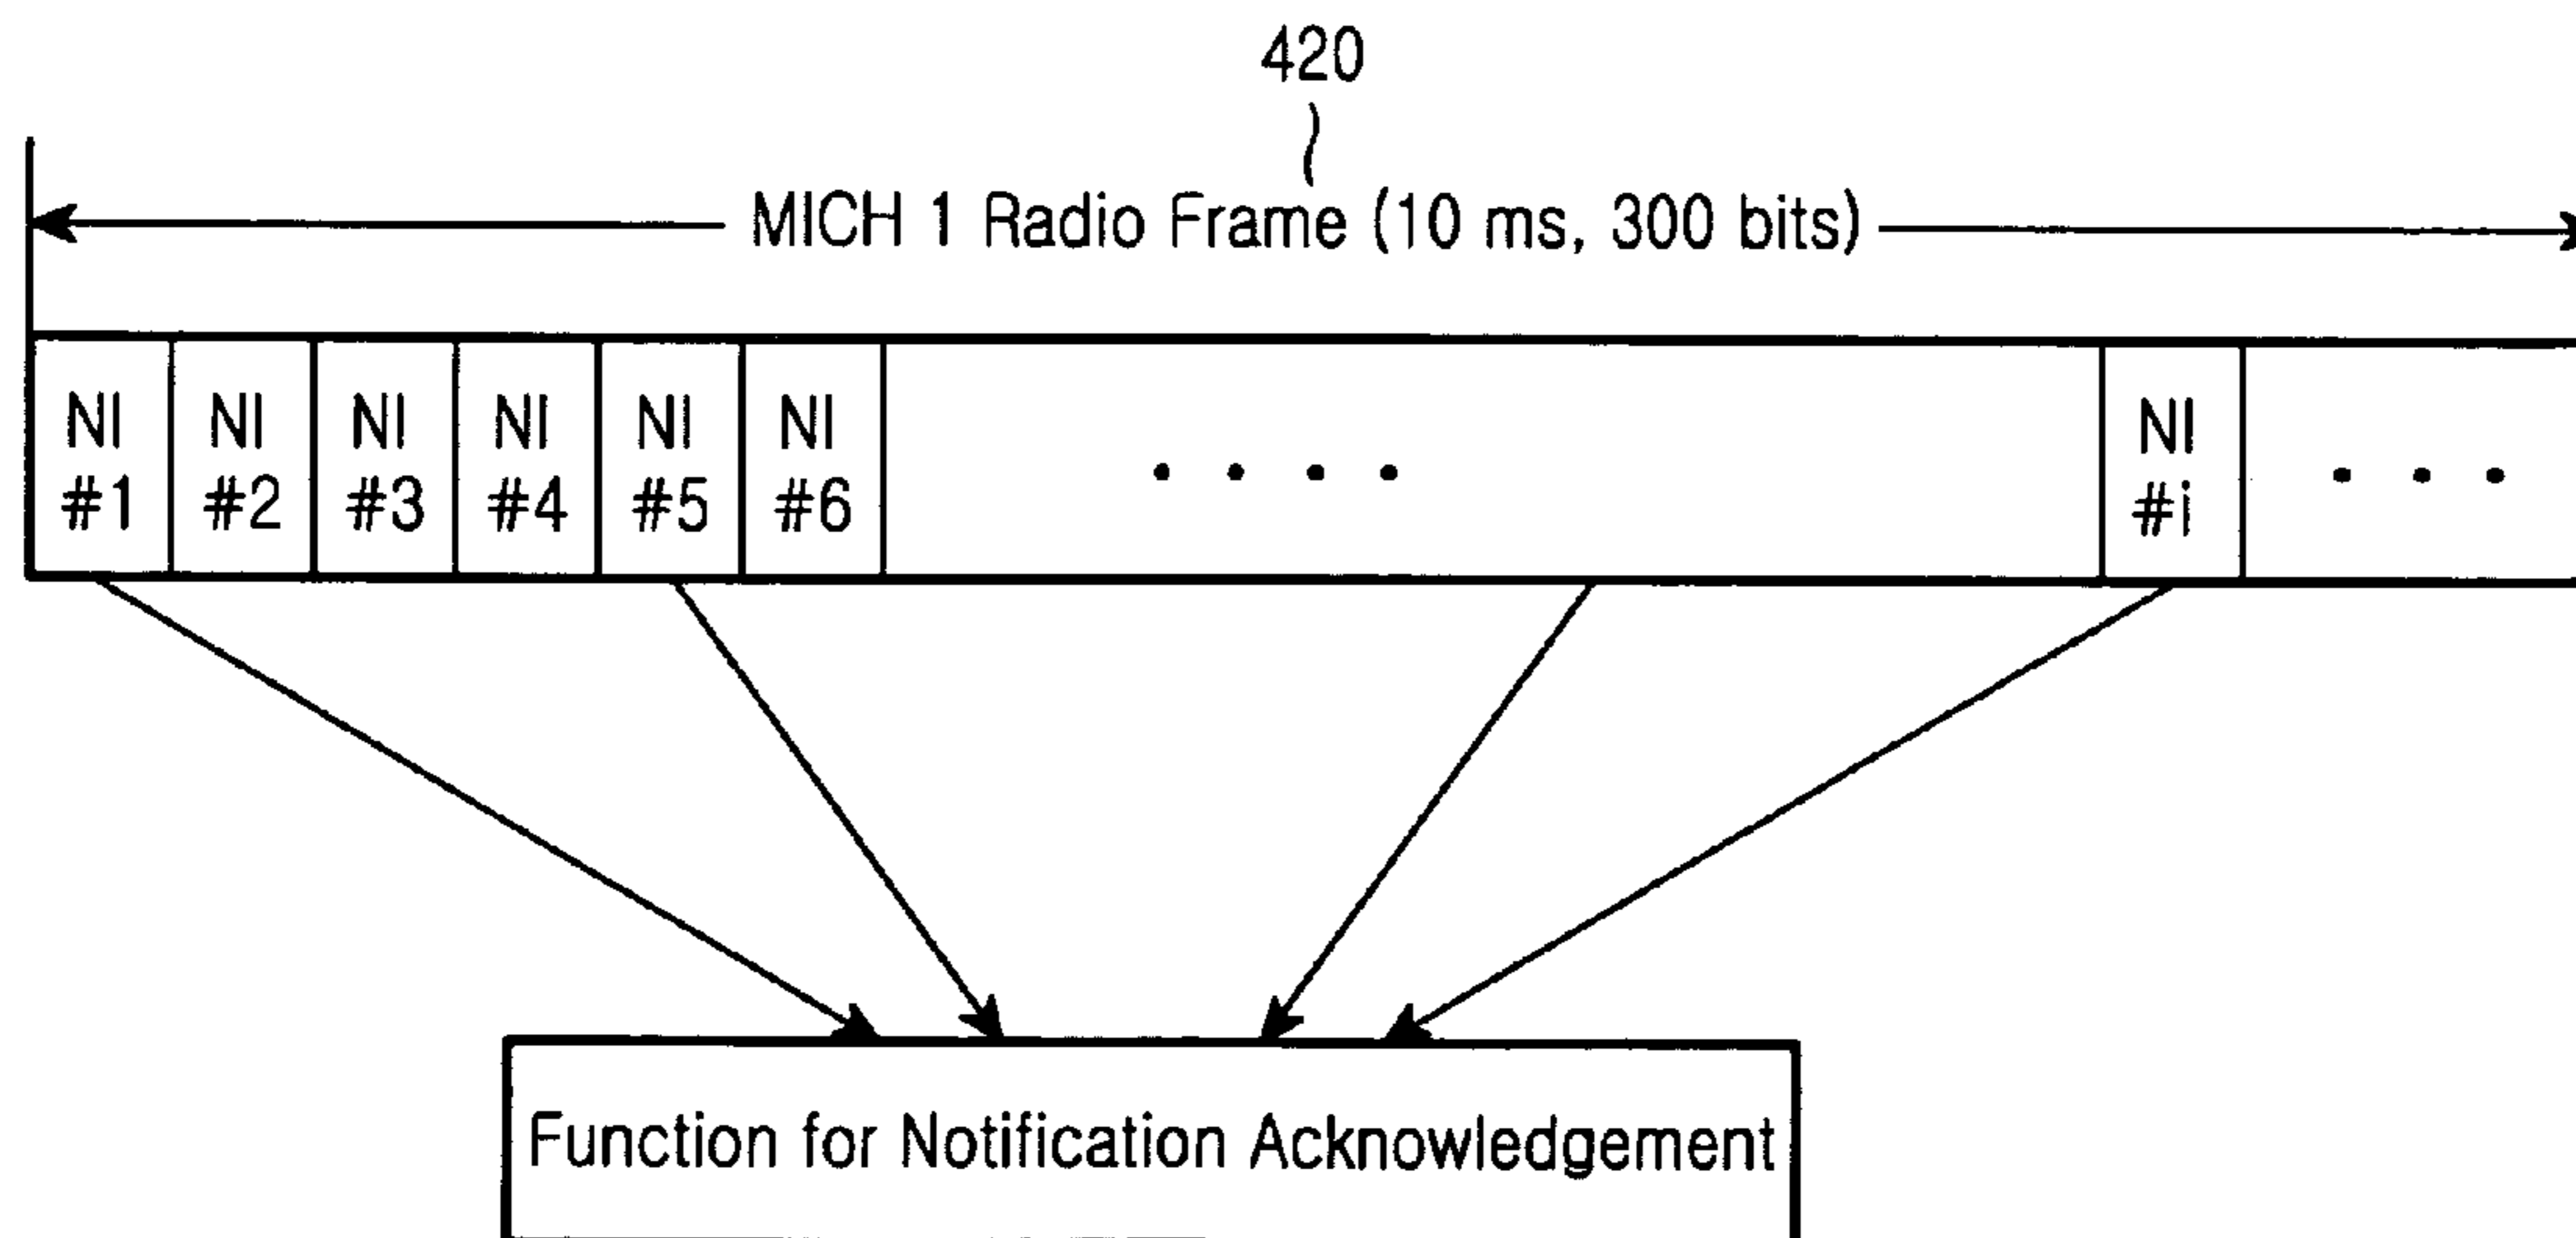 420
MICH 1 Radio Frame (10 ms, 300 bits)
NI #1
NI #2
NI #3
NI #4
NI #5
NI #6
• • • •
NI #i
• • •
Function for Notification Acknowledgement